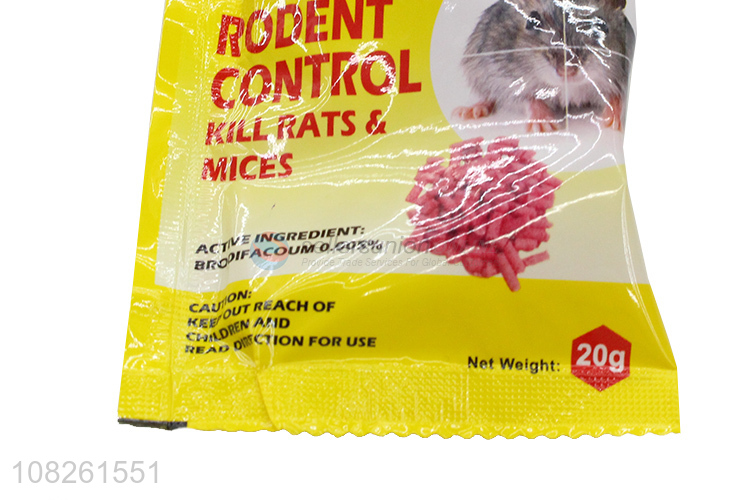 RODENT
CONTROL
KILL RATS &
MICES
ACTIVE INGREDIENT:
BRODIFACOUM 0.005%
CAUTION:
KEEP OUT REACH OF
CHILDREN AND
READ DIRECTION FOR USE
Net Weight: 20g
108261551